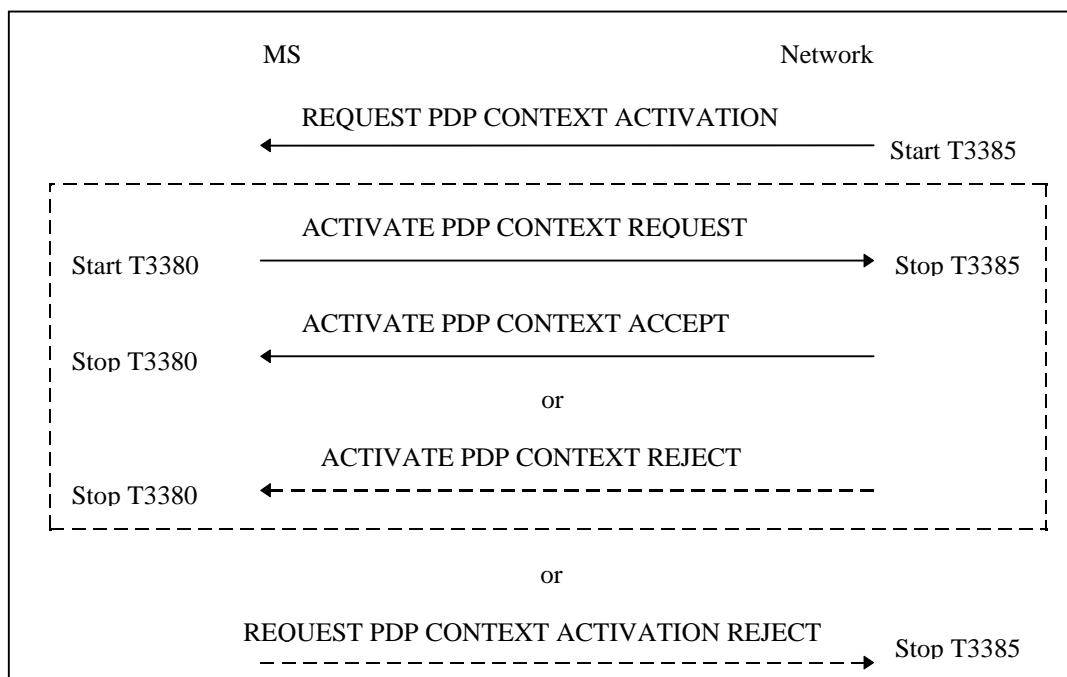 MS Network
REQUEST PDP CONTEXT ACTIVATION
Start T3385
ACTIVATE PDP CONTEXT REQUEST
Start T3380 Stop T3385
ACTIVATE PDP CONTEXT ACCEPT
Stop T3380
or
ACTIVATE PDP CONTEXT REJECT
Stop T3380
or
REQUEST PDP CONTEXT ACTIVATION REJECT
Stop T3385